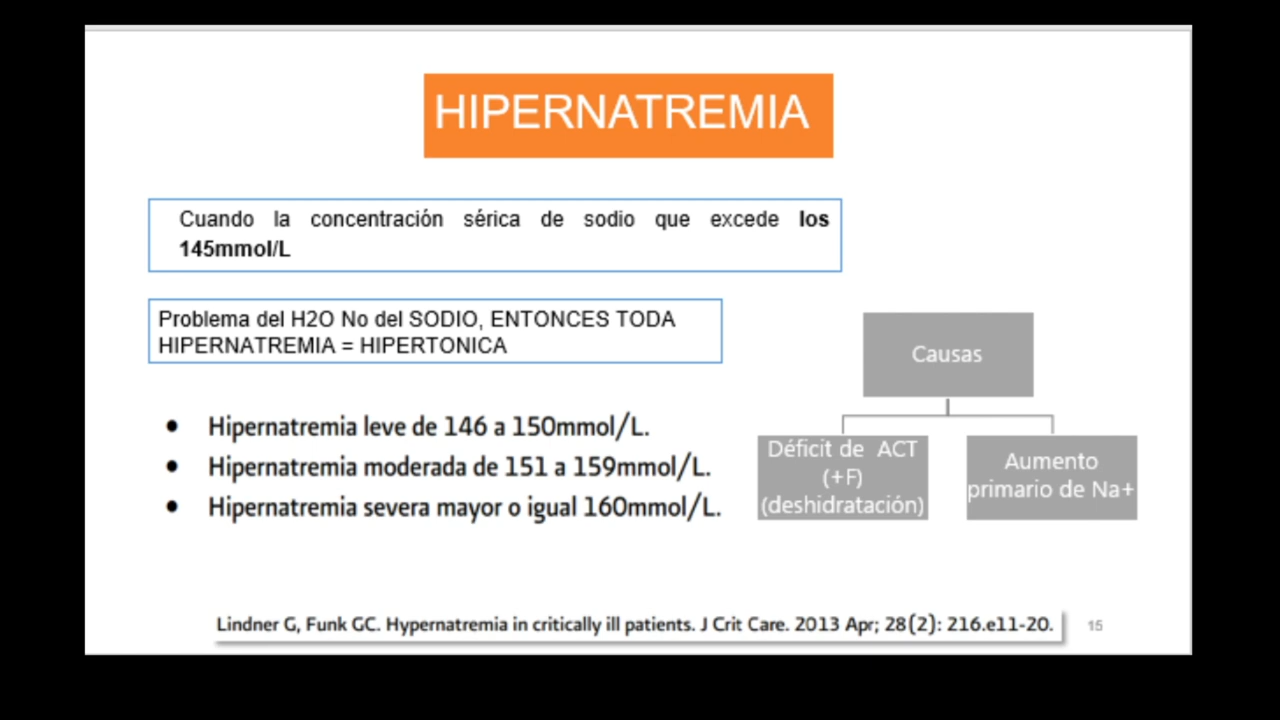 HIPERNATREMIA
Cuando la concentración sérica de sodio que excede los
145mmol/L
Problema del H2O No del SODIO, ENTONCES TODA
HIPERNATREMIA = HIPERTONICA
• Hipernatremia leve de 146 a 150mmol/L.
• Hipernatremia moderada de 151 a 159mmol/L.
• Hipernatremia severa mayor o igual 160mmol/L.
Causas
Déficit de ACT
(+F)
(deshidratación)
Aumento
primario de Na+
Lindner G, Funk GC. Hypernatremia in critically ill patients. J Crit Care. 2013 Apr; 28(2): 216.e11-20.
15